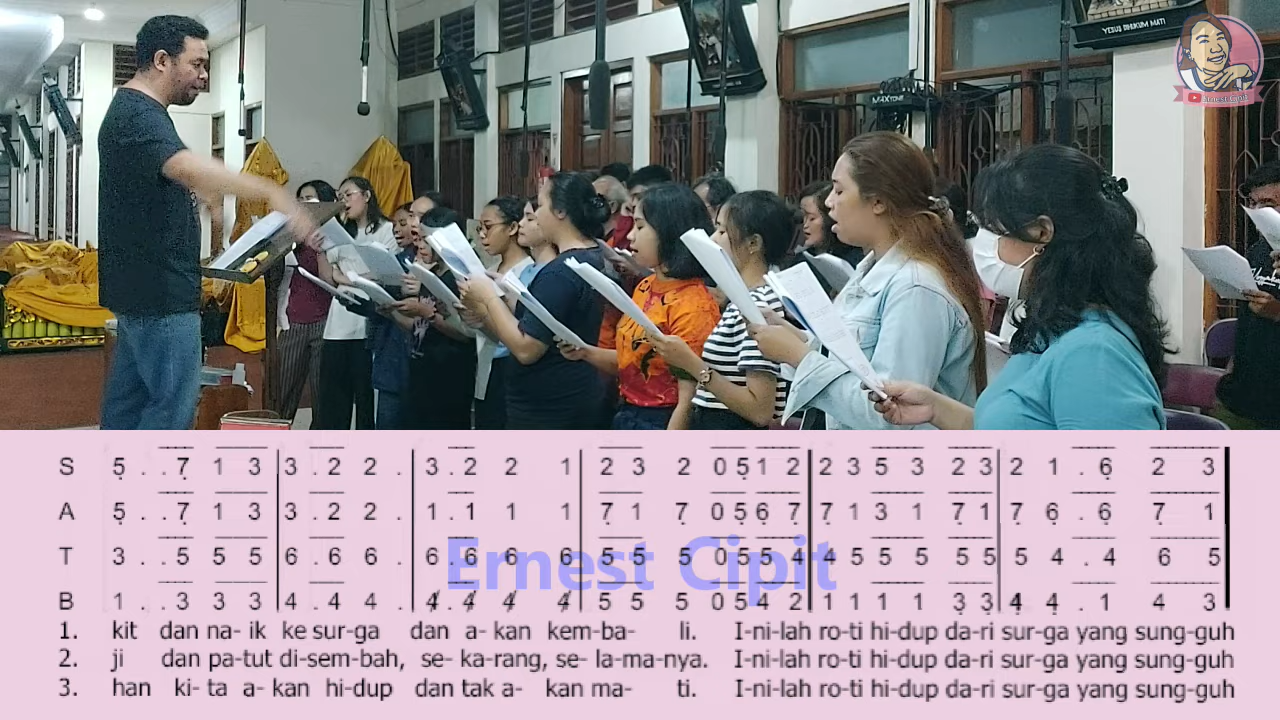 YESUS DIHUKUM MATI
MAXTONE
Ernest Cipit
S 5 . . 7 1 3 | 3 . 2 2 . | 3 . 2 2 1 | 2 3 2 0 5 1 2 | 2 3 5 3 2 3 | 2 1 . 6 2 3
A 5 . . 7 1 3 | 3 . 2 2 . | 1 . 1 1 1 | 7 1 7 0 5 6 7 | 7 1 3 1 7 1 | 7 6 . 6 7 1
T 3 . . 5 5 5 | 6 . 6 6 . | 6 6 6 6 | 5 5 5 0 5 5 4 | 4 5 5 5 5 5 | 5 4 . 4 6 5
Ernest Cipit
B 1 . . 3 3 3 | 4 . 4 4 . | 4 . 4 4 4 | 5 5 5 0 5 4 2 | 1 1 1 1 3 3 | 4 4 . 1 4 3
1. kit dan na- ik ke sur-ga dan a- kan kem-ba- li. I-ni-lah ro-ti hi-dup da-ri sur-ga yang sung-guh
2. ji dan pa-tut di-sem-bah, se- ka-rang, se- la-ma-nya. I-ni-lah ro-ti hi-dup da-ri sur-ga yang sung-guh
3. han ki- ta a- kan hi-dup dan tak a- kan ma- ti. I-ni-lah ro-ti hi-dup da-ri sur-ga yang sung-guh